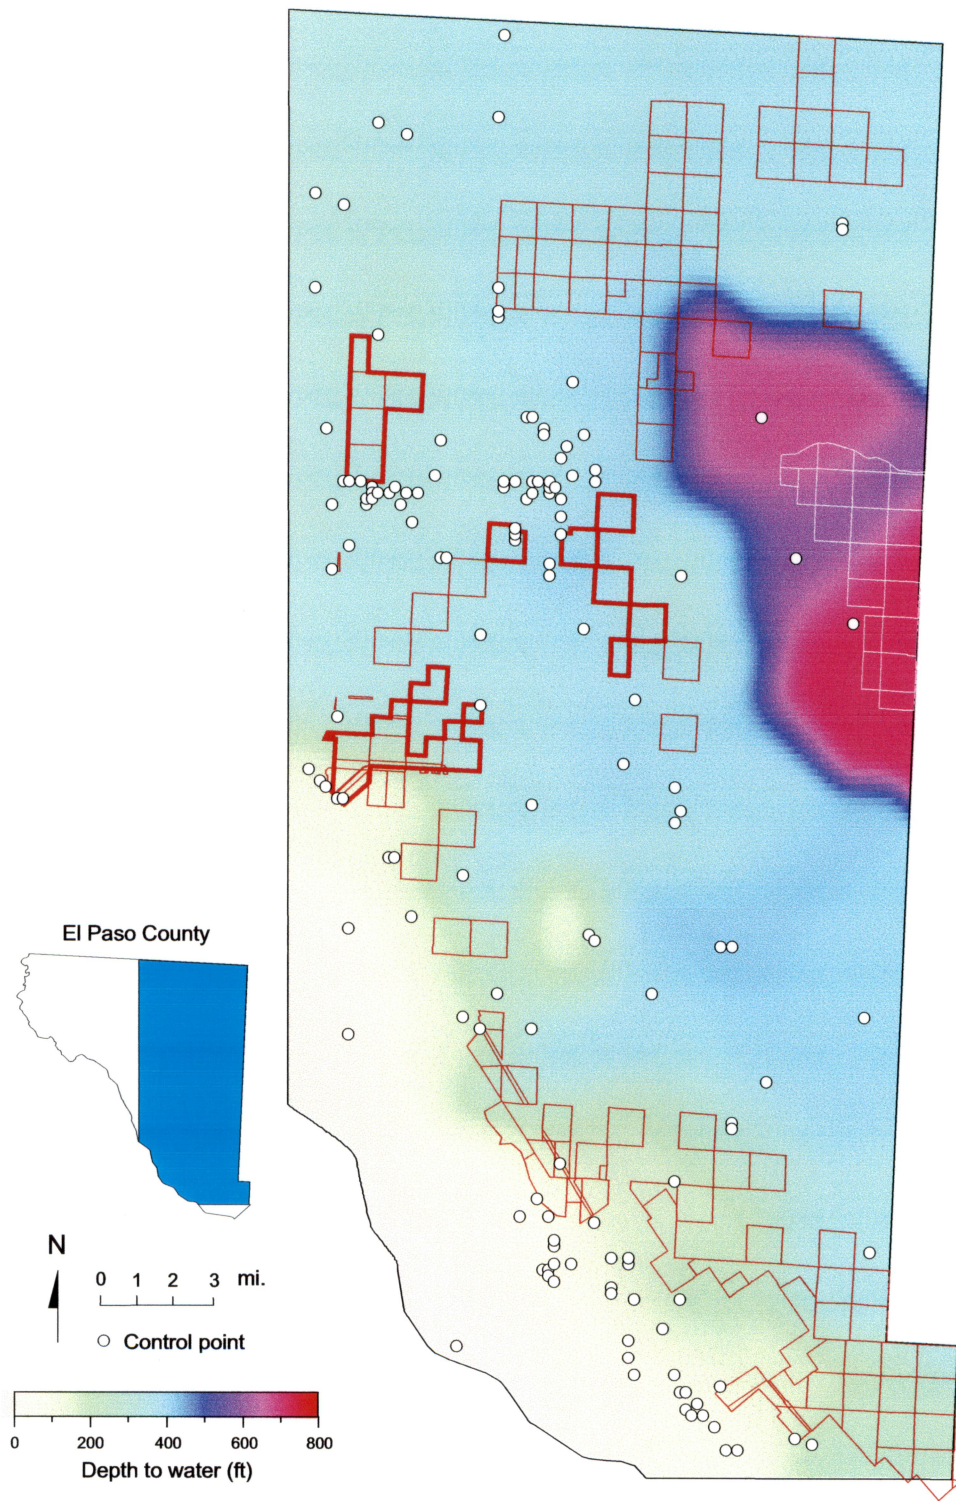 El Paso County
N
0 1 2 3 mi.
Control point
0 200 400 600 800
Depth to water (ft)